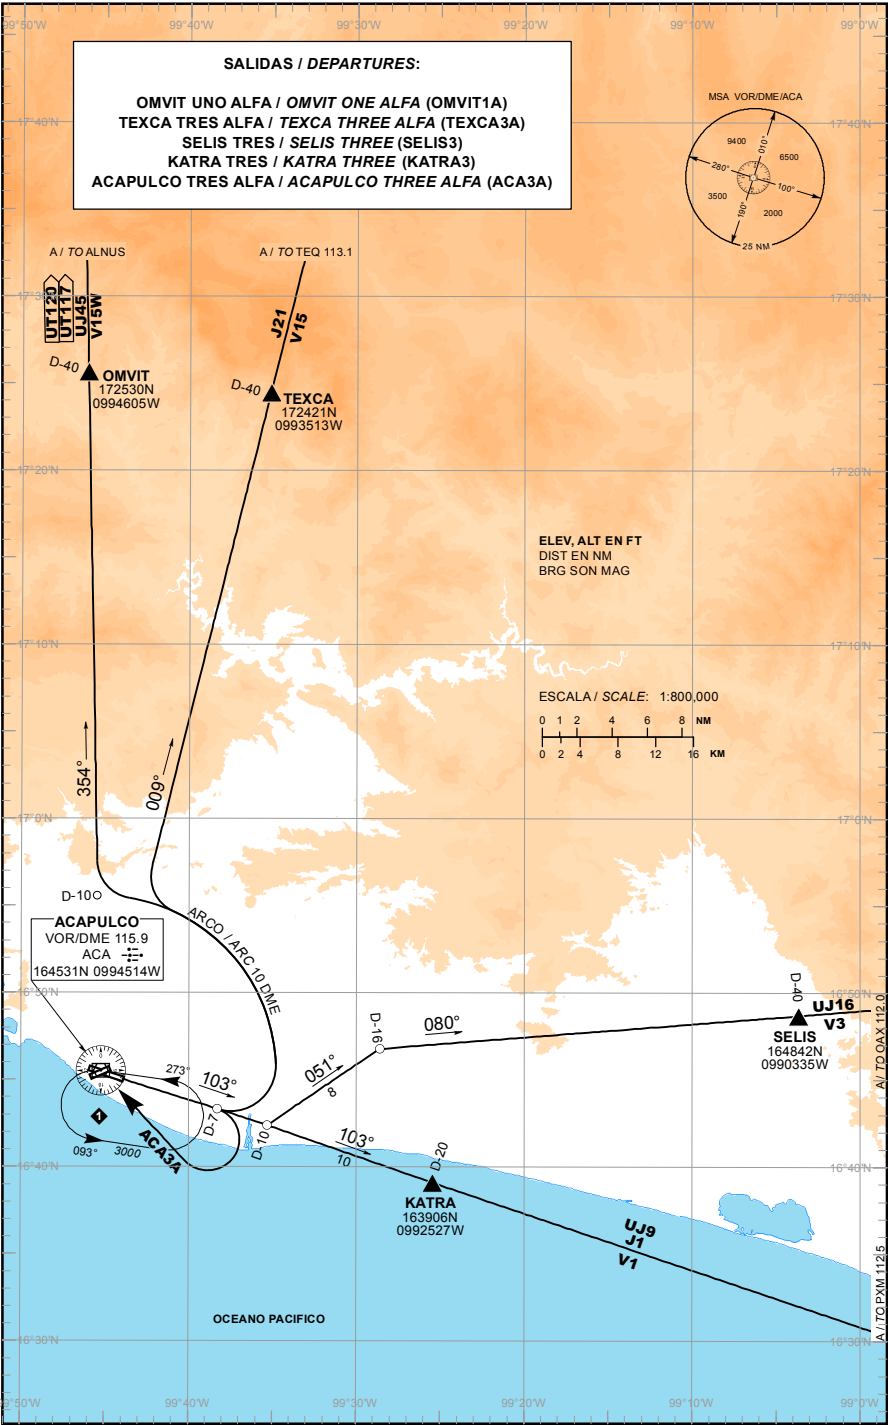 99°50'W 99°40'W 99°30'W 99°20'W 99°10'W 99°0'W
SALIDAS / DEPARTURES:
OMVIT UNO ALFA / OMVIT ONE ALFA (OMVIT1A)
TEXCA TRES ALFA / TEXCA THREE ALFA (TEXCA3A)
SELIS TRES / SELIS THREE (SELIS3)
KATRA TRES / KATRA THREE (KATRA3)
ACAPULCO TRES ALFA / ACAPULCO THREE ALFA (ACA3A)
MSA VOR/DME/ACA
9400
010°
6500
280°
100°
3500
190°
2000
25 NM
17°40'N 17°40'N
A / TO ALNUS
A / TO TEQ 113.1
UT120
UT117
UJ45
V15W
J21
V15
17°30'N 17°30'N
D-40
OMVIT
172530N
0994605W
D-40
TEXCA
172421N
0993513W
17°20'N 17°20'N
ELEV, ALT EN FT
DIST EN NM
BRG SON MAG
17°10'N 17°10'N
ESCALA / SCALE: 1:800,000
0 1 2 4 6 8 NM
0 2 4 8 12 16 KM
354°
009°
17°0'N 17°0'N
D-10
ARCO / ARC 10 DME
ACAPULCO
VOR/DME 115.9
ACA
164531N 0994514W
16°50'N 16°50'N
D-40
UJ16
V3
SELIS
164842N
0990335W
A / TO OAX 112.0
D-16
080°
051°
8
273°
103°
D-7
D-10
1
ACA3A
093° 3000
103°
10
D-20
16°40'N 16°40'N
KATRA
163906N
0992527W
UJ9
J1
V1
A / TO PXM 112.5
OCEANO PACIFICO
16°30'N 16°30'N
99°50'W 99°40'W 99°30'W 99°20'W 99°10'W 99°0'W